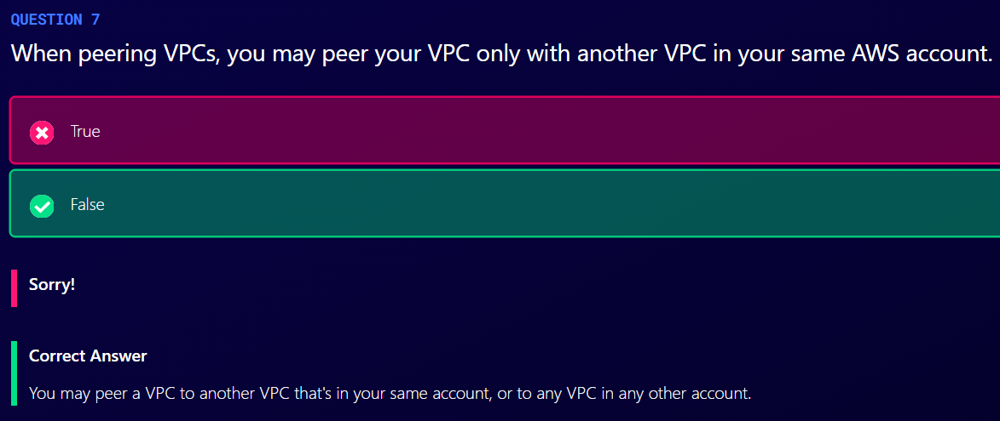 QUESTION 7
When peering VPCs, you may peer your VPC only with another VPC in your same AWS account.
True
False
Sorry!
Correct Answer
You may peer a VPC to another VPC that's in your same account, or to any VPC in any other account.